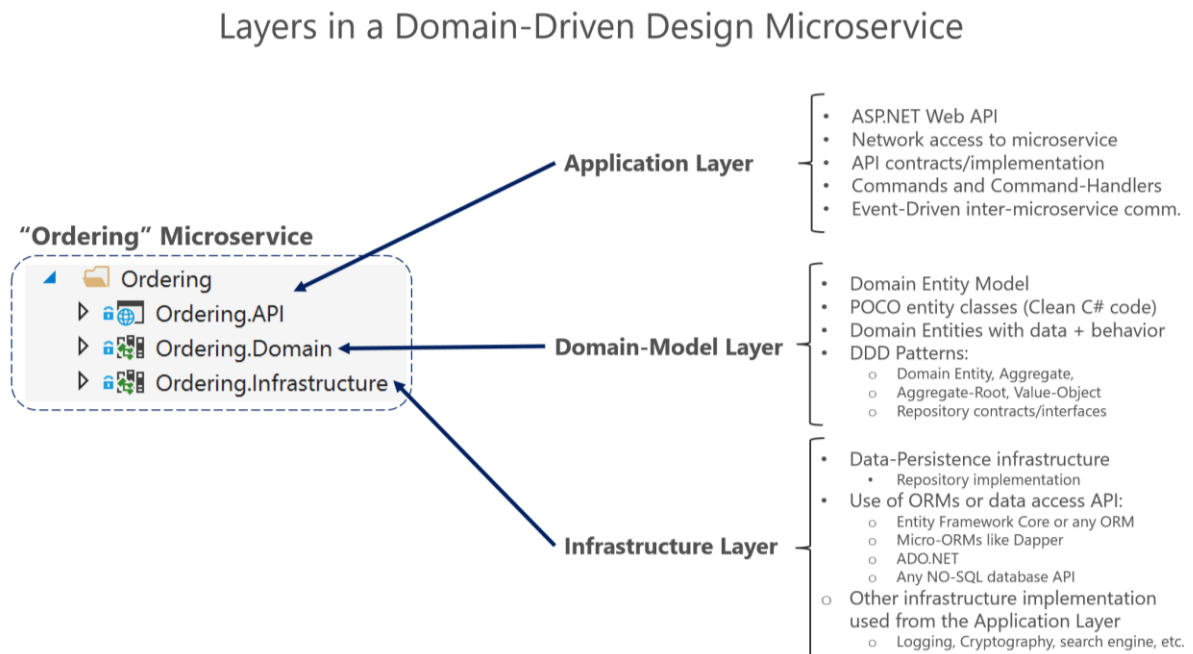 Layers in a Domain-Driven Design Microservice
"Ordering" Microservice
Ordering
Ordering.API
Ordering.Domain
Ordering.Infrastructure
Application Layer
• ASP.NET Web API
• Network access to microservice
• API contracts/implementation
• Commands and Command-Handlers
• Event-Driven inter-microservice comm.
Domain-Model Layer
• Domain Entity Model
• POCO entity classes (Clean C# code)
• Domain Entities with data + behavior
• DDD Patterns:
o Domain Entity, Aggregate,
o Aggregate-Root, Value-Object
o Repository contracts/interfaces
Infrastructure Layer
• Data-Persistence infrastructure
• Repository implementation
• Use of ORMs or data access API:
o Entity Framework Core or any ORM
o Micro-ORMs like Dapper
o ADO.NET
o Any NO-SQL database API
o Other infrastructure implementation
used from the Application Layer
o Logging, Cryptography, search engine, etc.